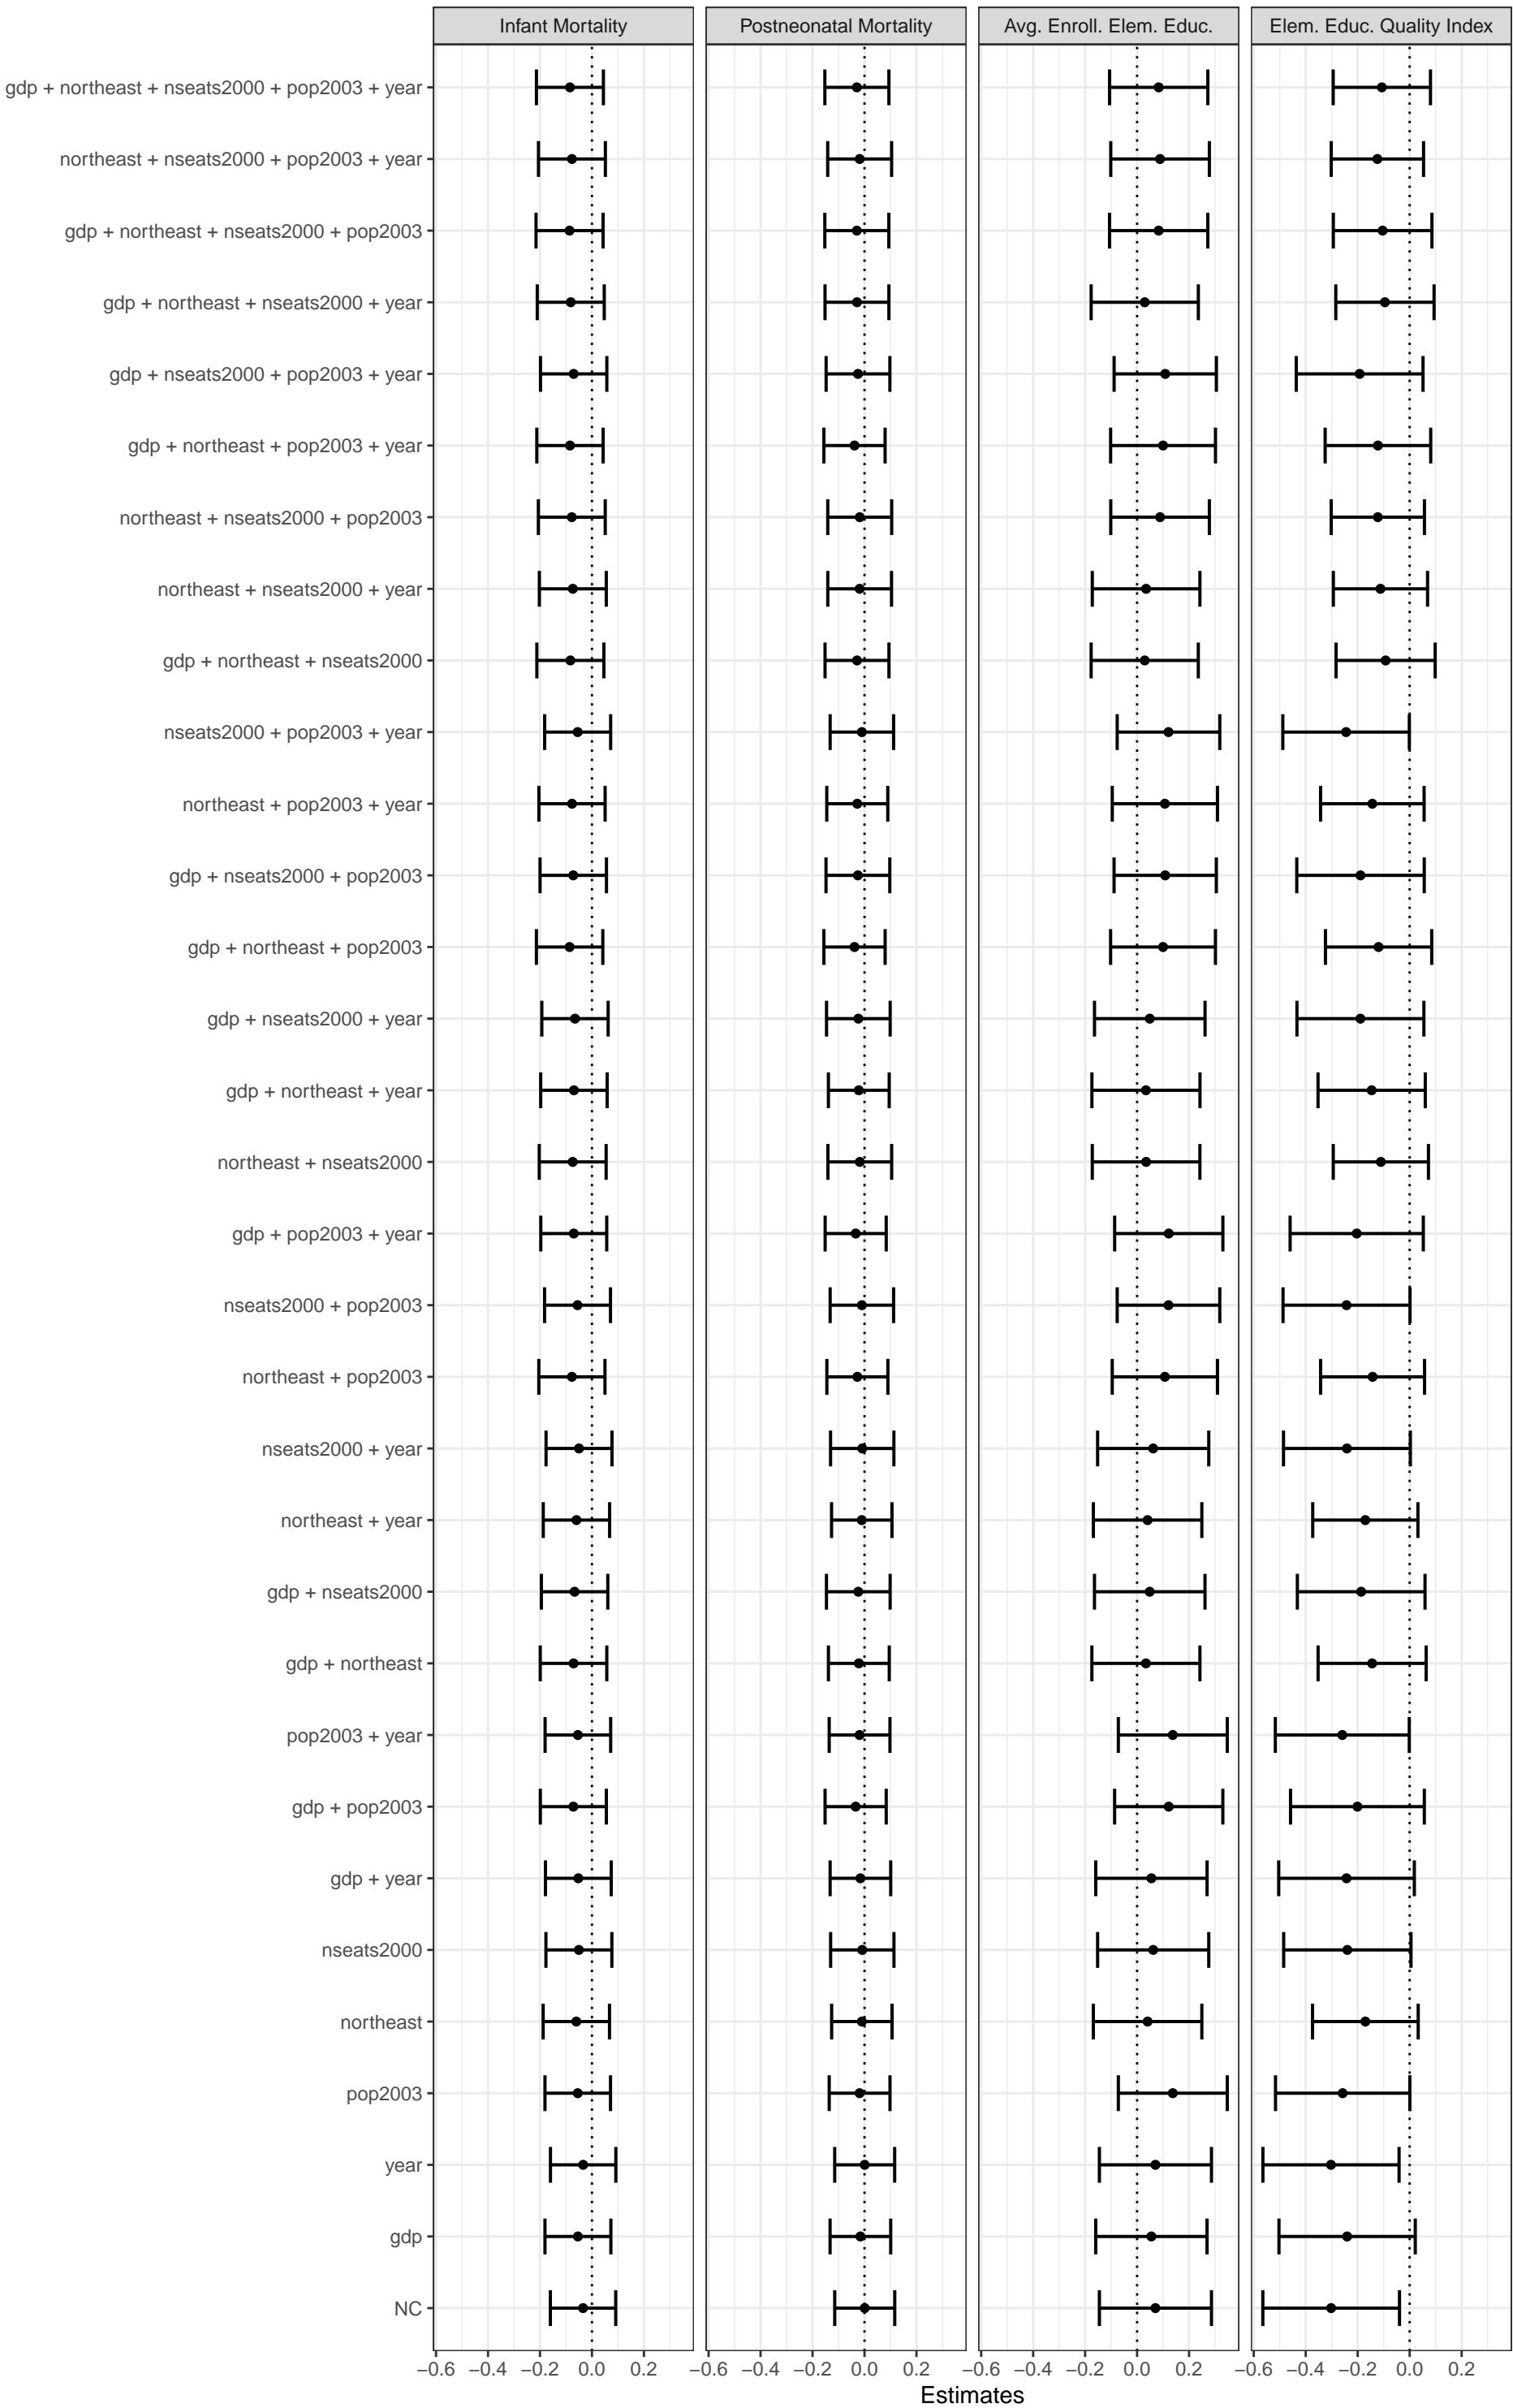 Infant Mortality
Postneonatal Mortality
Avg. Enroll. Elem. Educ.
Elem. Educ. Quality Index
gdp + northeast + nseats2000 + pop2003 + year
northeast + nseats2000 + pop2003 + year
gdp + northeast + nseats2000 + pop2003
gdp + northeast + nseats2000 + year
gdp + nseats2000 + pop2003 + year
gdp + northeast + pop2003 + year
northeast + nseats2000 + pop2003
northeast + nseats2000 + year
gdp + northeast + nseats2000
nseats2000 + pop2003 + year
northeast + pop2003 + year
gdp + nseats2000 + pop2003
gdp + northeast + pop2003
gdp + nseats2000 + year
gdp + northeast + year
northeast + nseats2000
gdp + pop2003 + year
nseats2000 + pop2003
northeast + pop2003
nseats2000 + year
northeast + year
gdp + nseats2000
gdp + northeast
pop2003 + year
gdp + pop2003
gdp + year
nseats2000
northeast
pop2003
year
gdp
NC
−0.6 −0.4 −0.2 0.0 0.2
−0.6 −0.4 −0.2 0.0 0.2
−0.6 −0.4 −0.2 0.0 0.2
−0.6 −0.4 −0.2 0.0 0.2
Estimates